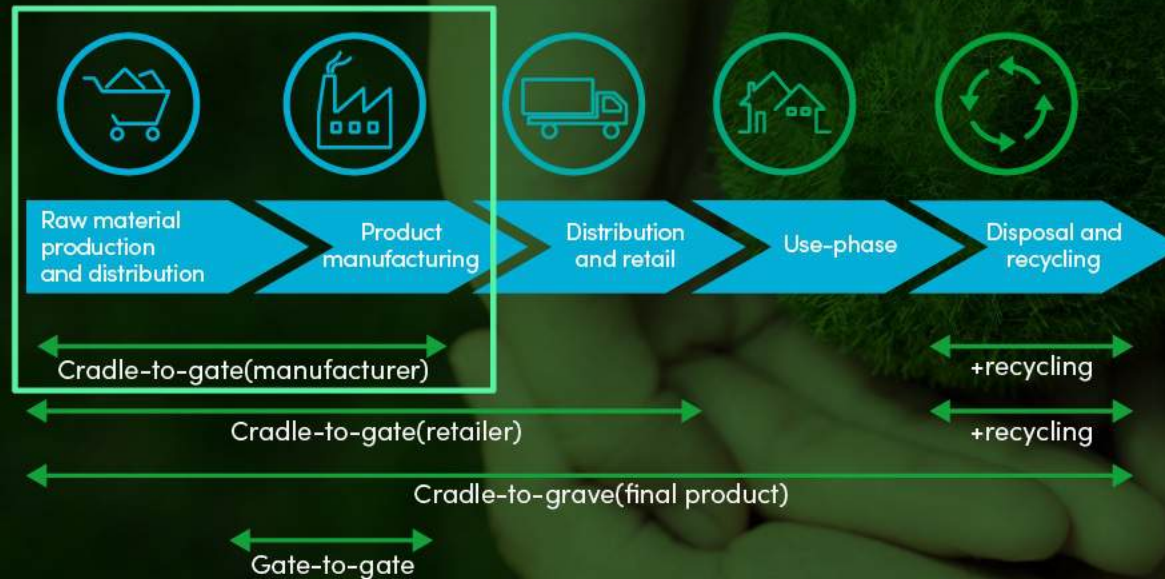 Raw material
production
and distribution
Product
manufacturing
Distribution
and retail
Use-phase
Disposal and
recycling
Cradle-to-gate(manufacturer)
+recycling
Cradle-to-gate(retailer)
+recycling
Cradle-to-grave(final product)
Gate-to-gate